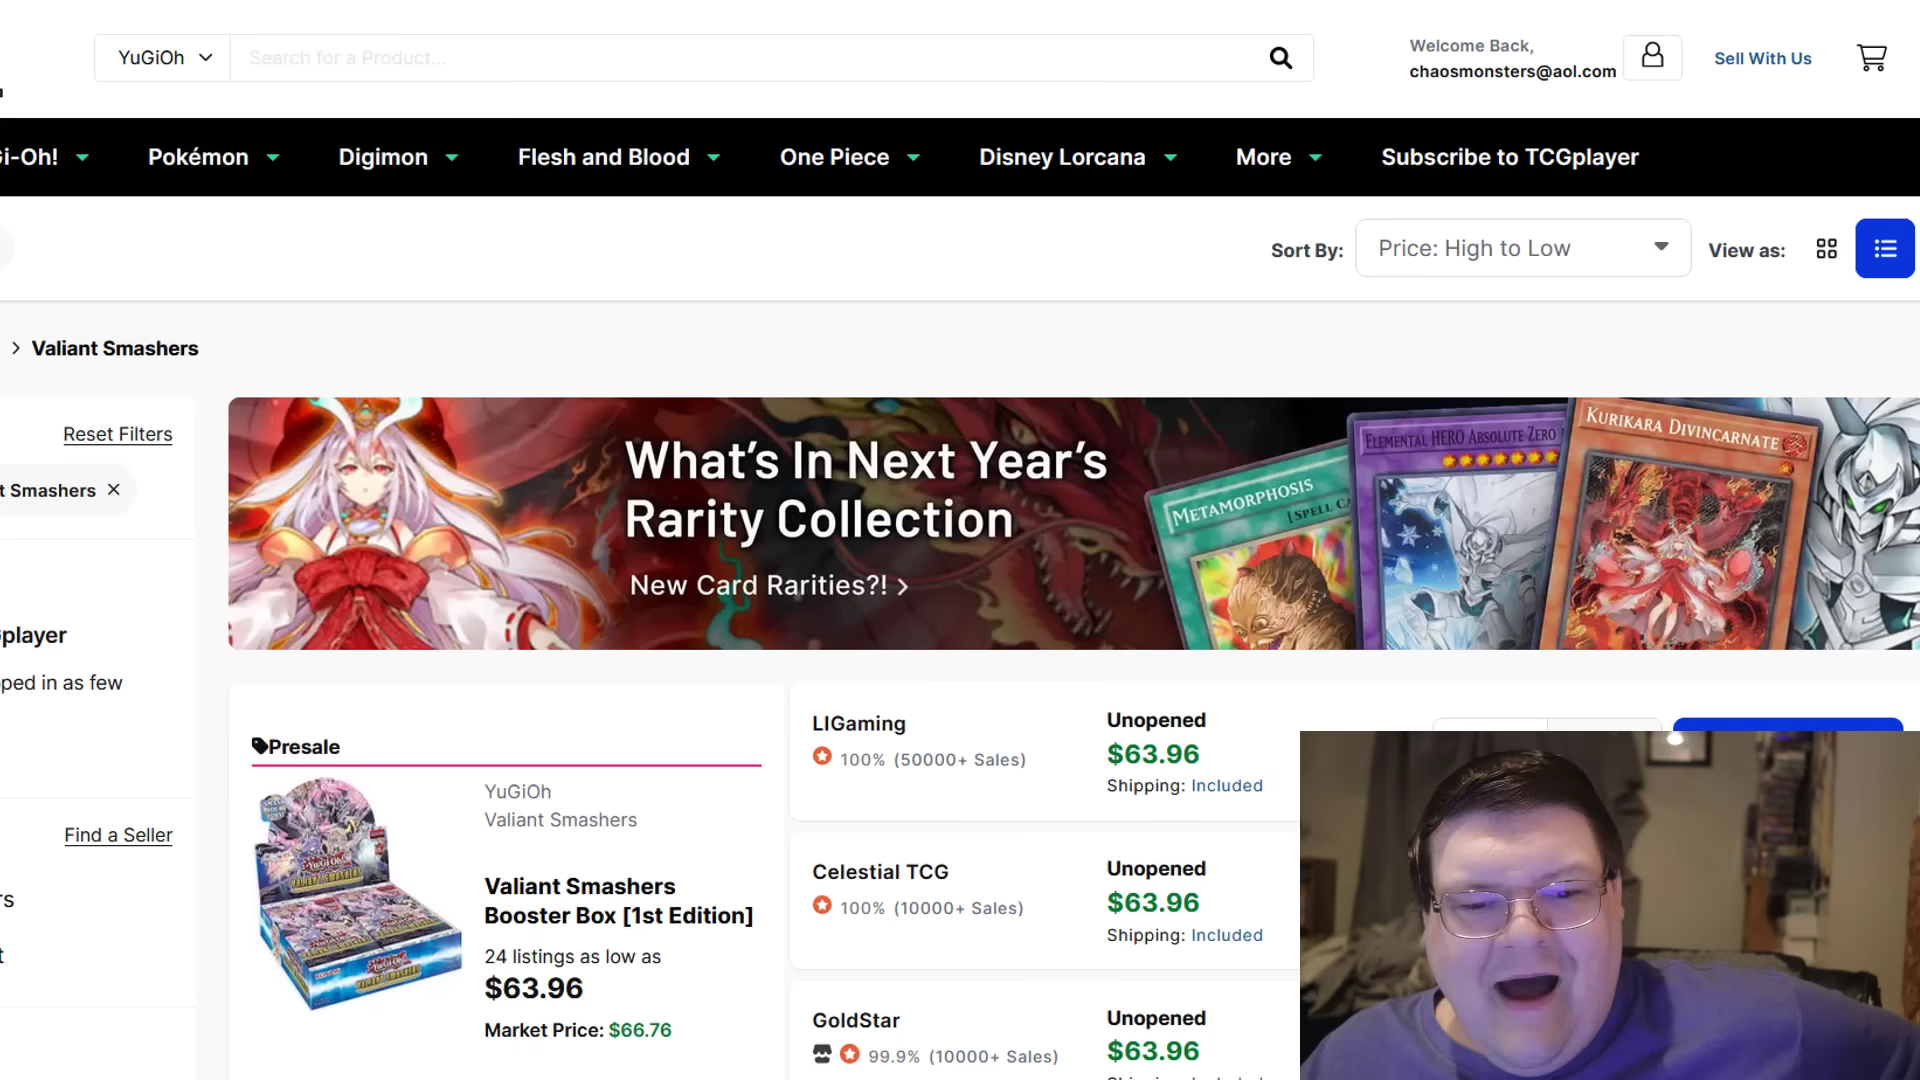 YuGiOh
Search for a Product...
Welcome Back,
chaosmonsters@aol.com
Sell With Us
i-Oh!
Pokémon
Digimon
Flesh and Blood
One Piece
Disney Lorcana
More
Subscribe to TCGplayer
Sort By:
Price: High to Low
View as:
Valiant Smashers
Reset Filters
t Smashers
What's In Next Year's
Rarity Collection
New Card Rarities?!
METAMORPHOSIS
[SPELL CA
ELEMENTAL HERO ABSOLUTE ZERO
KURIKARA DIVINCARNATE
player
ped in as few
Find a Seller
rs
t
Presale
YuGiOh
Valiant Smashers
Valiant Smashers
Booster Box [1st Edition]
24 listings as low as
$63.96
Market Price: $66.76
LIGaming
100% (50000+ Sales)
Unopened
$63.96
Shipping: Included
Celestial TCG
100% (10000+ Sales)
Unopened
$63.96
Shipping: Included
GoldStar
99.9% (10000+ Sales)
Unopened
$63.96